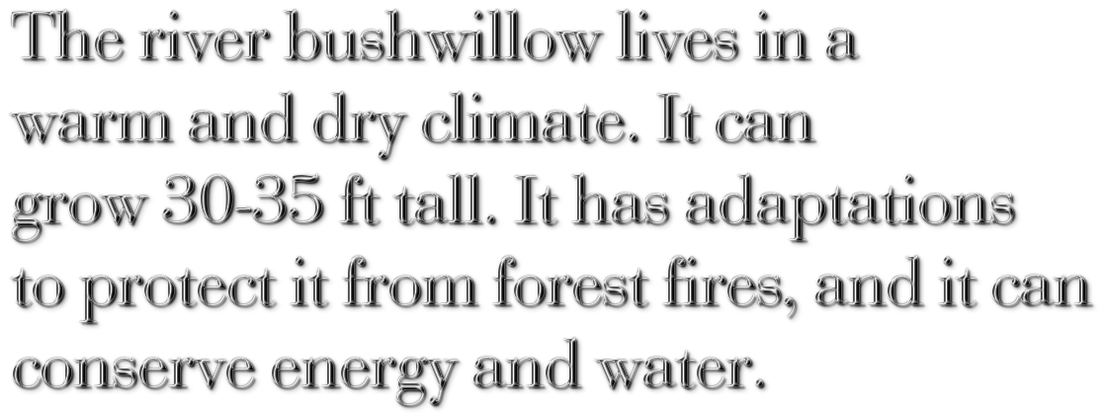 The river bushwillow lives in a
warm and dry climate. It can
grow 30-35 ft tall. It has adaptations
to protect it from forest fires, and it can
conserve energy and water.